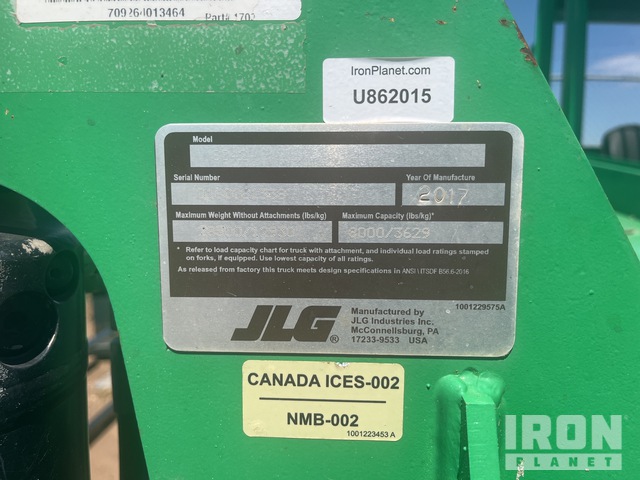 709264013464 Part# 1702
IronPlanet.com
U862015
Model
Serial Number
Year Of Manufacture
2017
Maximum Weight Without Attachments (lbs/kg)
Maximum Capacity (lbs/kg)*
8000/3629
* Refer to load capacity chart for truck with attachment, and individual load ratings stamped
on forks, if equipped. Use lowest capacity of all ratings.
As released from factory this truck meets design specifications in ANSI \ ITSDF B56.6-2016
1001229575A
JLG®
Manufactured by
JLG Industries Inc.
McConnellsburg, PA
17233-9533 USA
CANADA ICES-002
NMB-002
1001223453 A
IRON
PLANET